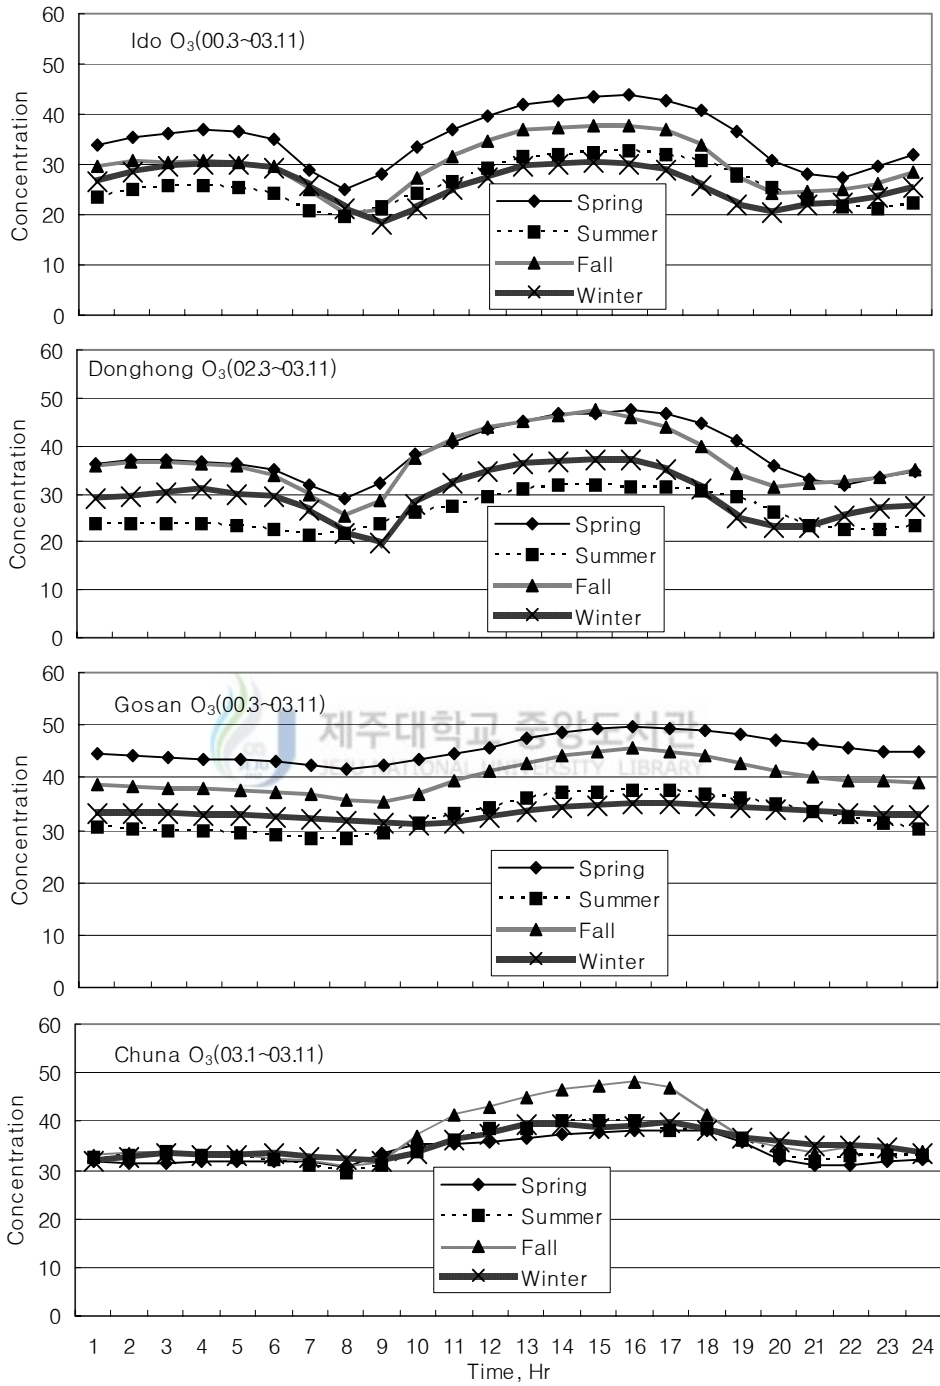 60
50
40
30
20
10
0
Concentration
Ido O3(00.3~03.11)
Spring
Summer
Fall
Winter
60
50
40
30
20
10
0
Concentration
Donghong O3(02.3~03.11)
Spring
Summer
Fall
Winter
60
50
40
30
20
10
0
Concentration
Gosan O3(00.3~03.11)
제주대학교 중앙도서관
JEJU NATIONAL UNIVERSITY LIBRARY
Spring
Summer
Fall
Winter
60
50
40
30
20
10
0
Concentration
Chuna O3(03.1~03.11)
Spring
Summer
Fall
Winter
1 2 3 4 5 6 7 8 9 10 11 12 13 14 15 16 17 18 19 20 21 22 23 24
Time, Hr